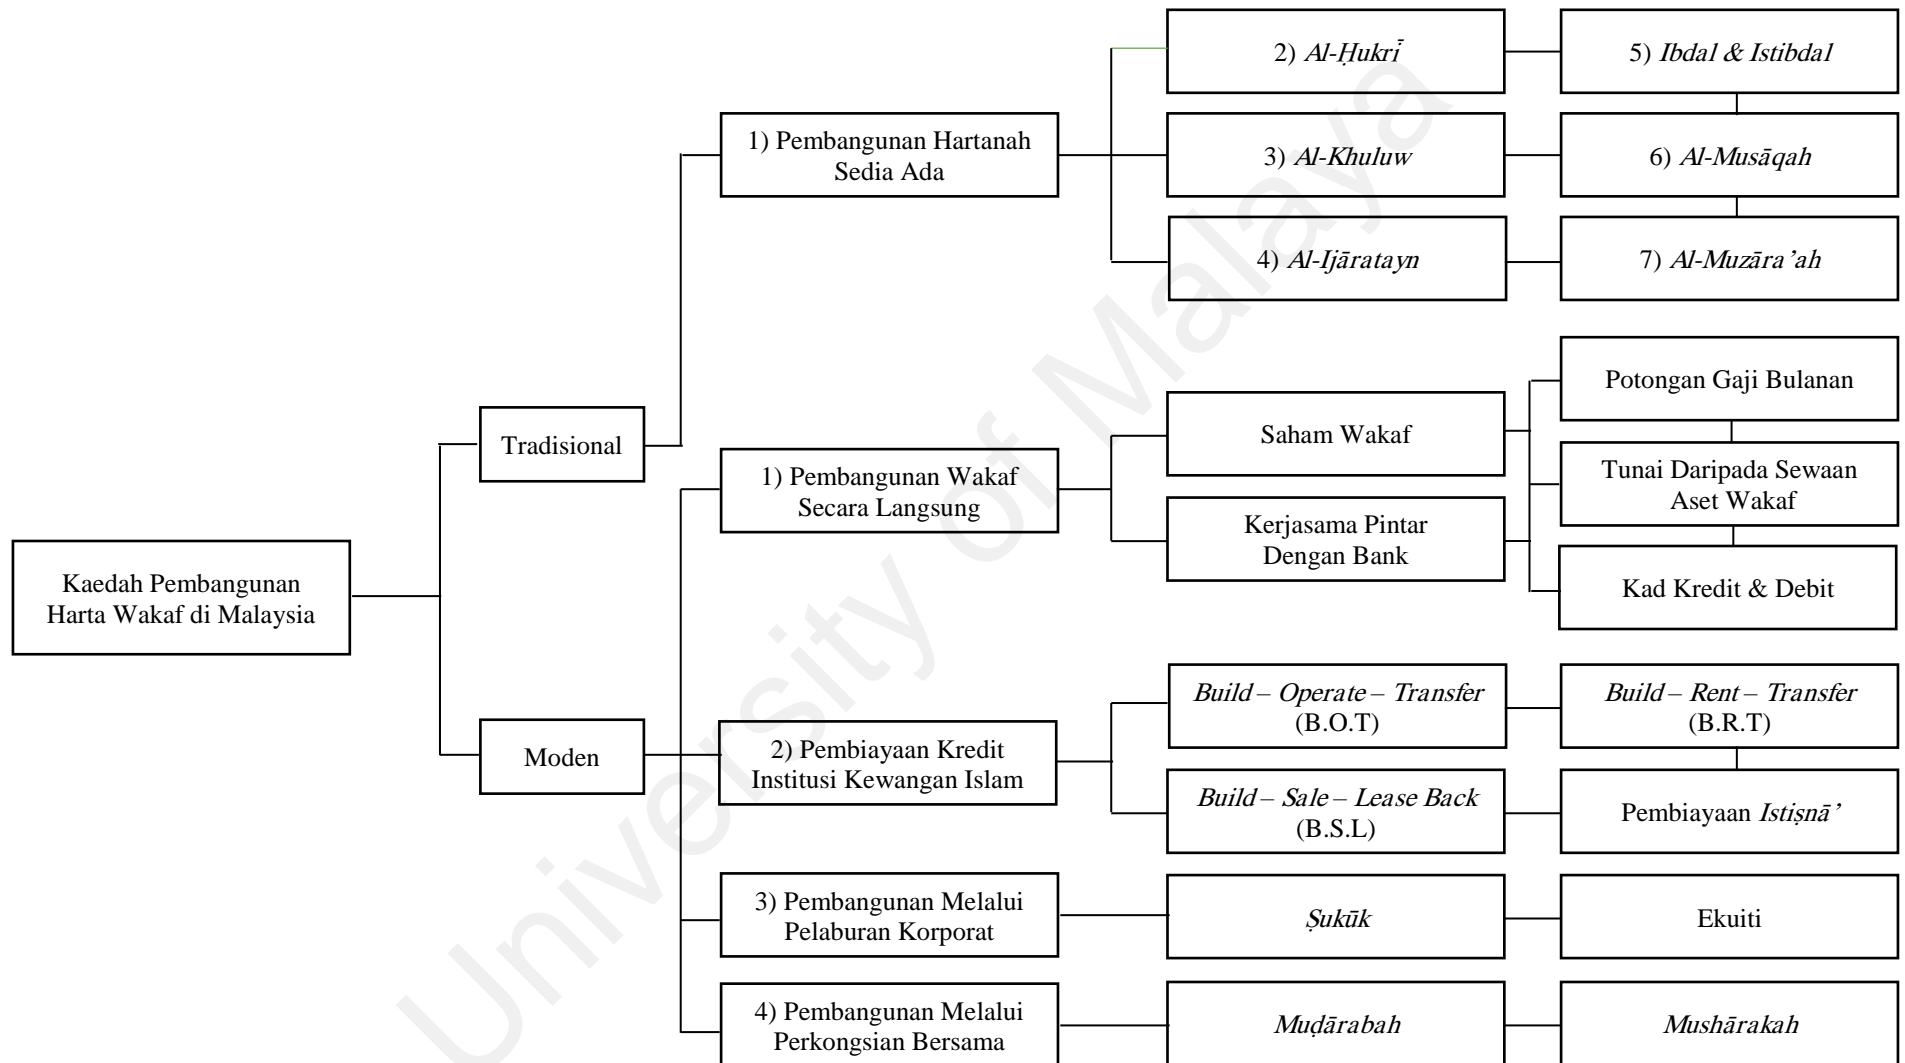 2) Al-Ḥukrī
5) Ibdal & Istibdal
1) Pembangunan Hartanah
Sedia Ada
3) Al-Khuluw
6) Al-Musāqah
4) Al-Ijāratayn
7) Al-Muzāra’ah
Tradisional
1) Pembangunan Wakaf
Secara Langsung
Saham Wakaf
Kerjasama Pintar
Dengan Bank
Potongan Gaji Bulanan
Tunai Daripada Sewaan
Aset Wakaf
Kad Kredit & Debit
Kaedah Pembangunan
Harta Wakaf di Malaysia
Moden
2) Pembiayaan Kredit
Institusi Kewangan Islam
Build – Operate – Transfer
(B.O.T)
Build – Rent – Transfer
(B.R.T)
Build – Sale – Lease Back
(B.S.L)
Pembiayaan Istiṣnā’
3) Pembangunan Melalui
Pelaburan Korporat
Ṣukūk
Ekuiti
4) Pembangunan Melalui
Perkongsian Bersama
Muḍārabah
Mushārakah
University of Malaya